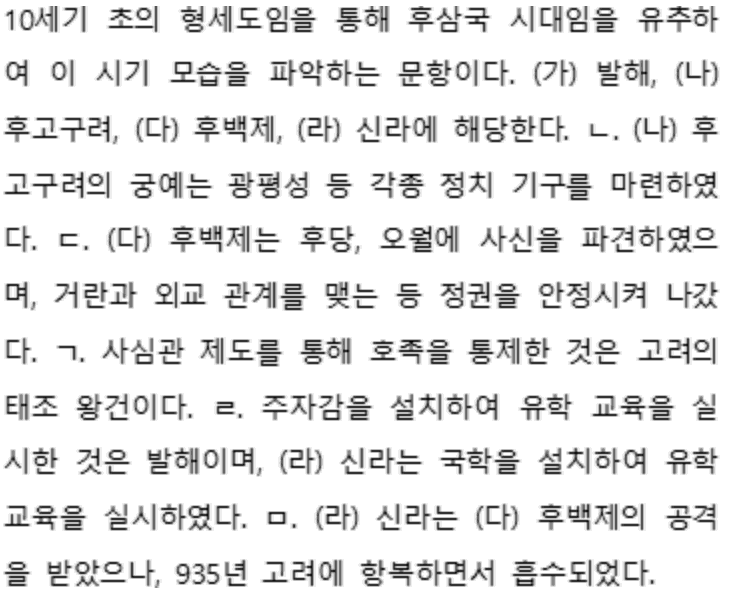 10세기 초의 형세도임을 통해 후삼국 시대임을 유추하
여 이 시기 모습을 파악하는 문항이다. (가) 발해, (나)
후고구려, (다) 후백제, (라) 신라에 해당한다. ㄴ. (나) 후
고구려의 궁예는 광평성 등 각종 정치 기구를 마련하였
다. ㄷ. (다) 후백제는 후당, 오월에 사신을 파견하였으
며, 거란과 외교 관계를 맺는 등 정권을 안정시켜 나갔
다. ㄱ. 사심관 제도를 통해 호족을 통제한 것은 고려의
태조 왕건이다. ㄹ. 주자감을 설치하여 유학 교육을 실
시한 것은 발해이며, (라) 신라는 국학을 설치하여 유학
교육을 실시하였다. ㅁ. (라) 신라는 (다) 후백제의 공격
을 받았으나, 935년 고려에 항복하면서 흡수되었다.